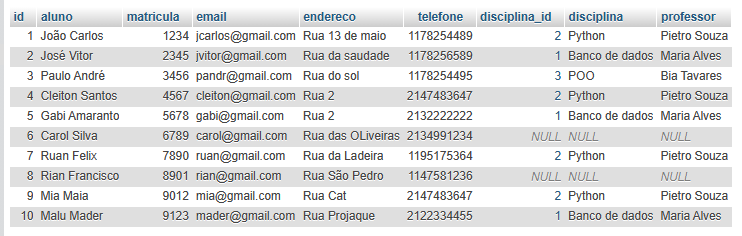 id aluno matricula email endereco telefone disciplina_id disciplina professor
1 João Carlos 1234 jcarlos@gmail.com Rua 13 de maio 1178254489 2 Python Pietro Souza
2 José Vitor 2345 jvitor@gmail.com Rua da saudade 1178256589 1 Banco de dados Maria Alves
3 Paulo André 3456 pandr@gmail.com Rua do sol 1178254495 3 POO Bia Tavares
4 Cleiton Santos 4567 cleiton@gmail.com Rua 2 2147483647 2 Python Pietro Souza
5 Gabi Amaranto 5678 gabi@gmail.com Rua 2 2132222222 1 Banco de dados Maria Alves
6 Carol Silva 6789 carol@gmail.com Rua das OLiveiras 2134991234 NULL NULL NULL
7 Ruan Felix 7890 ruan@gmail.com Rua da Ladeira 1195175364 2 Python Pietro Souza
8 Rian Francisco 8901 rian@gmail.com Rua São Pedro 1147581236 NULL NULL NULL
9 Mia Maia 9012 mia@gmail.com Rua Cat 2147483647 2 Python Pietro Souza
10 Malu Mader 9123 mader@gmail.com Rua Projaque 2122334455 1 Banco de dados Maria Alves